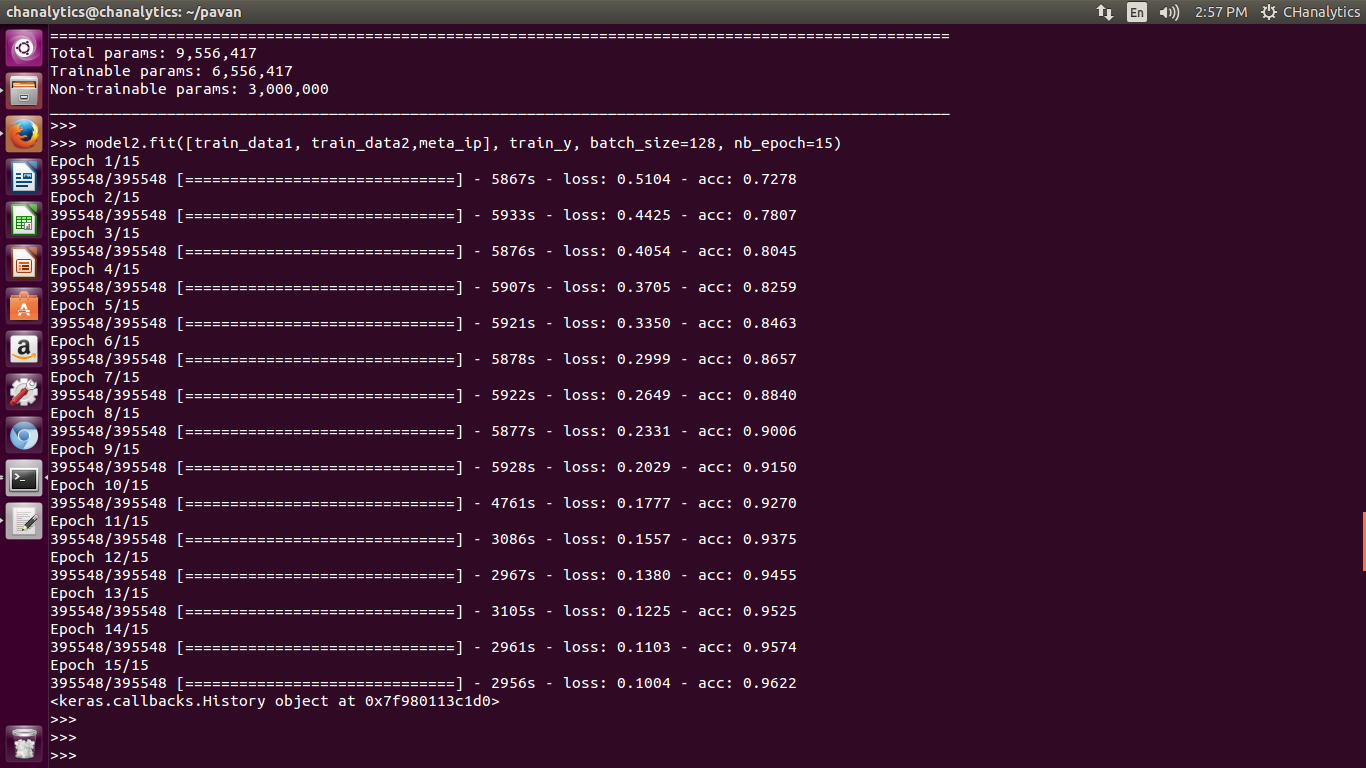 chanalytics@chanalytics: ~/pavan
En
2:57 PM
CHanalytics
====================================================================================================
Total params: 9,556,417
Trainable params: 6,556,417
Non-trainable params: 3,000,000
____________________________________________________________________________________________________
>>>
>>> model2.fit([train_data1, train_data2,meta_ip], train_y, batch_size=128, nb_epoch=15)
Epoch 1/15
395548/395548 [==============================] - 5867s - loss: 0.5104 - acc: 0.7278
Epoch 2/15
395548/395548 [==============================] - 5933s - loss: 0.4425 - acc: 0.7807
Epoch 3/15
395548/395548 [==============================] - 5876s - loss: 0.4054 - acc: 0.8045
Epoch 4/15
395548/395548 [==============================] - 5907s - loss: 0.3705 - acc: 0.8259
Epoch 5/15
395548/395548 [==============================] - 5921s - loss: 0.3350 - acc: 0.8463
Epoch 6/15
395548/395548 [==============================] - 5878s - loss: 0.2999 - acc: 0.8657
Epoch 7/15
395548/395548 [==============================] - 5922s - loss: 0.2649 - acc: 0.8840
Epoch 8/15
395548/395548 [==============================] - 5877s - loss: 0.2331 - acc: 0.9006
Epoch 9/15
395548/395548 [==============================] - 5928s - loss: 0.2029 - acc: 0.9150
Epoch 10/15
395548/395548 [==============================] - 4761s - loss: 0.1777 - acc: 0.9270
Epoch 11/15
395548/395548 [==============================] - 3086s - loss: 0.1557 - acc: 0.9375
Epoch 12/15
395548/395548 [==============================] - 2967s - loss: 0.1380 - acc: 0.9455
Epoch 13/15
395548/395548 [==============================] - 3105s - loss: 0.1225 - acc: 0.9525
Epoch 14/15
395548/395548 [==============================] - 2961s - loss: 0.1103 - acc: 0.9574
Epoch 15/15
395548/395548 [==============================] - 2956s - loss: 0.1004 - acc: 0.9622
<keras.callbacks.History object at 0x7f980113c1d0>
>>>
>>>
>>>